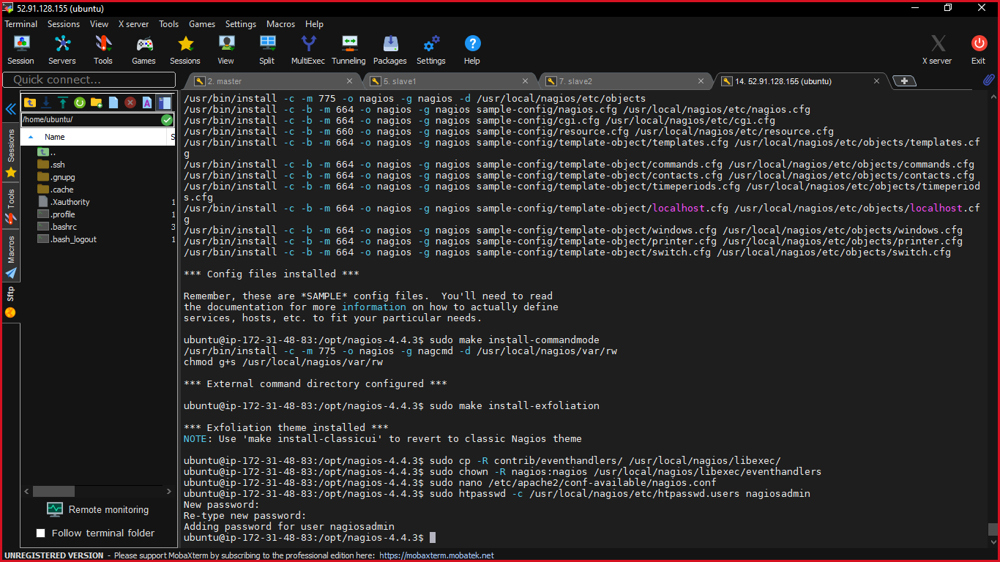 52.91.128.155 (ubuntu)
Terminal Sessions View X server Tools Games Settings Macros Help
Session Servers Tools Games Sessions View Split MultiExec Tunneling Packages Settings Help X server Exit
Quick connect...
2. master
5. slave1
7. slave2
14. 52.91.128.155 (ubuntu)
Sessions
Tools
Macros
Sftp
/home/ubuntu/
Name S
..
.ssh
.gnupg
.cache
.Xauthority 1
.profile 1
.bashrc 3
.bash_logout 1
Remote monitoring
Follow terminal folder
/usr/bin/install -c -m 775 -o nagios -g nagios -d /usr/local/nagios/etc/objects
/usr/bin/install -c -b -m 664 -o nagios -g nagios sample-config/nagios.cfg /usr/local/nagios/etc/nagios.cfg
/usr/bin/install -c -b -m 664 -o nagios -g nagios sample-config/cgi.cfg /usr/local/nagios/etc/cgi.cfg
/usr/bin/install -c -b -m 660 -o nagios -g nagios sample-config/resource.cfg /usr/local/nagios/etc/resource.cfg
/usr/bin/install -c -b -m 664 -o nagios -g nagios sample-config/template-object/templates.cfg /usr/local/nagios/etc/objects/templates.cf
g
/usr/bin/install -c -b -m 664 -o nagios -g nagios sample-config/template-object/commands.cfg /usr/local/nagios/etc/objects/commands.cfg
/usr/bin/install -c -b -m 664 -o nagios -g nagios sample-config/template-object/contacts.cfg /usr/local/nagios/etc/objects/contacts.cfg
/usr/bin/install -c -b -m 664 -o nagios -g nagios sample-config/template-object/timeperiods.cfg /usr/local/nagios/etc/objects/timeperiod
s.cfg
/usr/bin/install -c -b -m 664 -o nagios -g nagios sample-config/template-object/localhost.cfg /usr/local/nagios/etc/objects/localhost.cf
g
/usr/bin/install -c -b -m 664 -o nagios -g nagios sample-config/template-object/windows.cfg /usr/local/nagios/etc/objects/windows.cfg
/usr/bin/install -c -b -m 664 -o nagios -g nagios sample-config/template-object/printer.cfg /usr/local/nagios/etc/objects/printer.cfg
/usr/bin/install -c -b -m 664 -o nagios -g nagios sample-config/template-object/switch.cfg /usr/local/nagios/etc/objects/switch.cfg
*** Config files installed ***
Remember, these are *SAMPLE* config files.  You'll need to read
the documentation for more information on how to actually define
services, hosts, etc. to fit your particular needs.
ubuntu@ip-172-31-48-83:/opt/nagios-4.4.3$ sudo make install-commandmode
/usr/bin/install -c -m 775 -o nagios -g nagcmd -d /usr/local/nagios/var/rw
chmod g+s /usr/local/nagios/var/rw
*** External command directory configured ***
ubuntu@ip-172-31-48-83:/opt/nagios-4.4.3$ sudo make install-exfoliation
*** Exfoliation theme installed ***
NOTE: Use 'make install-classicui' to revert to classic Nagios theme
ubuntu@ip-172-31-48-83:/opt/nagios-4.4.3$ sudo cp -R contrib/eventhandlers/ /usr/local/nagios/libexec/
ubuntu@ip-172-31-48-83:/opt/nagios-4.4.3$ sudo chown -R nagios:nagios /usr/local/nagios/libexec/eventhandlers
ubuntu@ip-172-31-48-83:/opt/nagios-4.4.3$ sudo nano /etc/apache2/conf-available/nagios.conf
ubuntu@ip-172-31-48-83:/opt/nagios-4.4.3$ sudo htpasswd -c /usr/local/nagios/etc/htpasswd.users nagiosadmin
New password:
Re-type new password:
Adding password for user nagiosadmin
ubuntu@ip-172-31-48-83:/opt/nagios-4.4.3$
UNREGISTERED VERSION - Please support MobaXterm by subscribing to the professional edition here: https://mobaxterm.mobatek.net